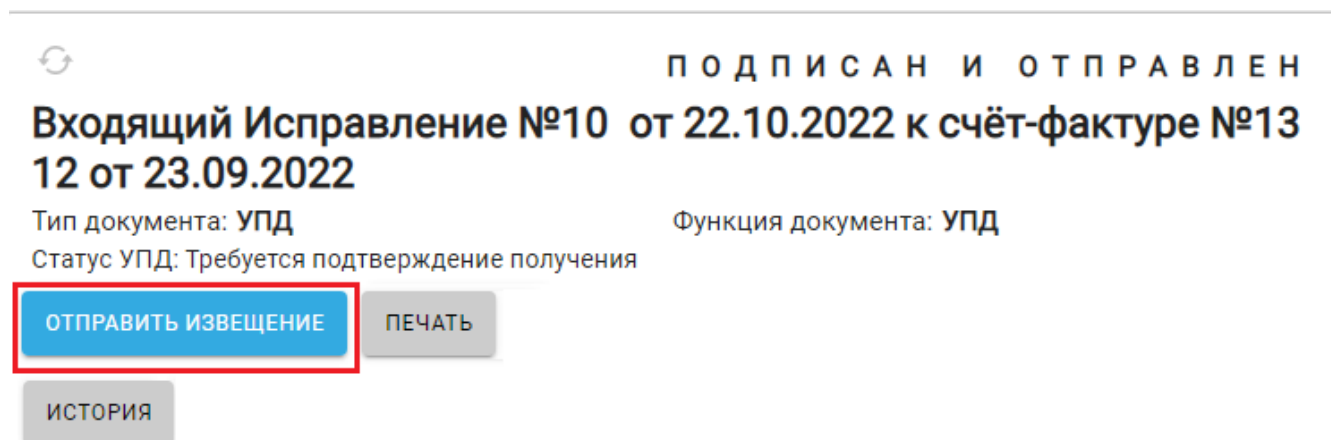 ПОДПИСАН И ОТПРАВЛЕН
Входящий Исправление №10 от 22.10.2022 к счёт-фактуре №13
12 от 23.09.2022
Тип документа: УПД Функция документа: УПД
Статус УПД: Требуется подтверждение получения
ОТПРАВИТЬ ИЗВЕЩЕНИЕ ПЕЧАТЬ
ИСТОРИЯ